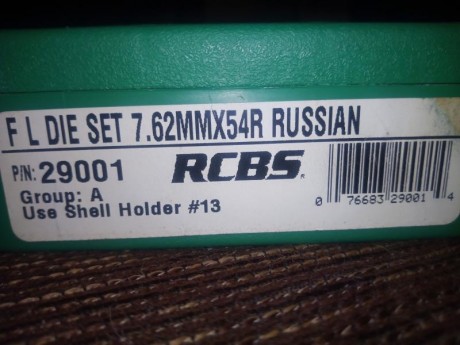 F L DIE SET 7.62MMX54R RUSSIAN
P/N: 29001
RCBS®
Group: A
Use Shell Holder #13
0 76683 29001 4